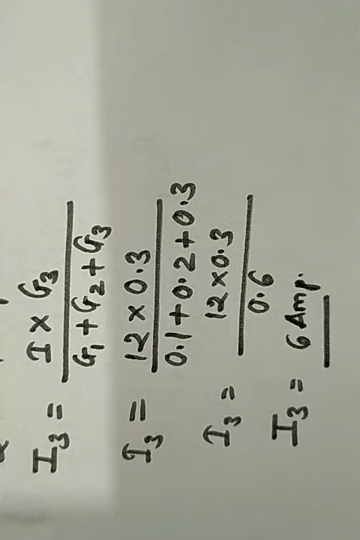 I₃ = I × G₃ / G₁ + G₂ + G₃
I₃ = 12 × 0.3 / 0.1 + 0.2 + 0.3
I₃ = 12 × 0.3 / 0.6
I₃ = 6 Amp.